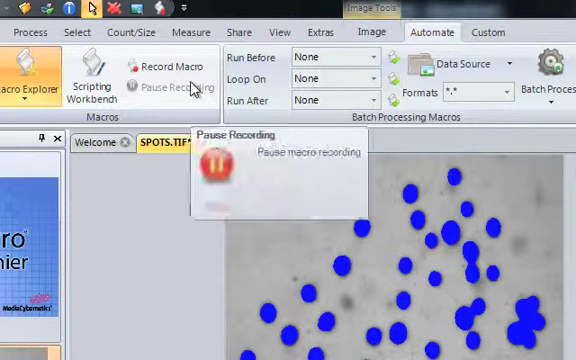 Image Tools
Process Select Count/Size Measure Share View Extras Image Automate Custom
Macro Explorer
Scripting Workbench
Record Macro
Pause Recording
Macros
Run Before None
Loop On None
Run After None
Data Source
Formats *.*
Batch Proces
Batch Processing Macros
Welcome SPOTS.TIF*
Pause Recording
Pause macro recording
ro
nier
MediaCybernetics